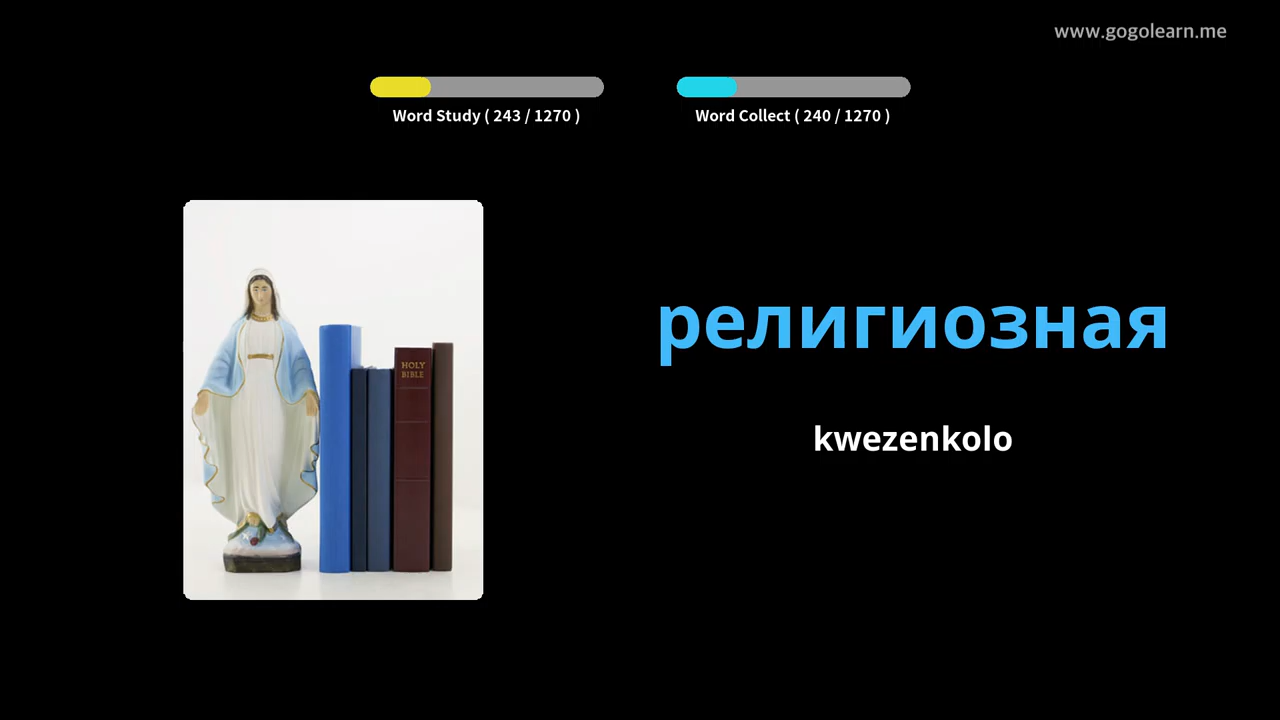 www.gogolearn.me
Word Study ( 243 / 1270 )
Word Collect ( 240 / 1270 )
HOLY
BIBLE
религиозная
kwezenkolo